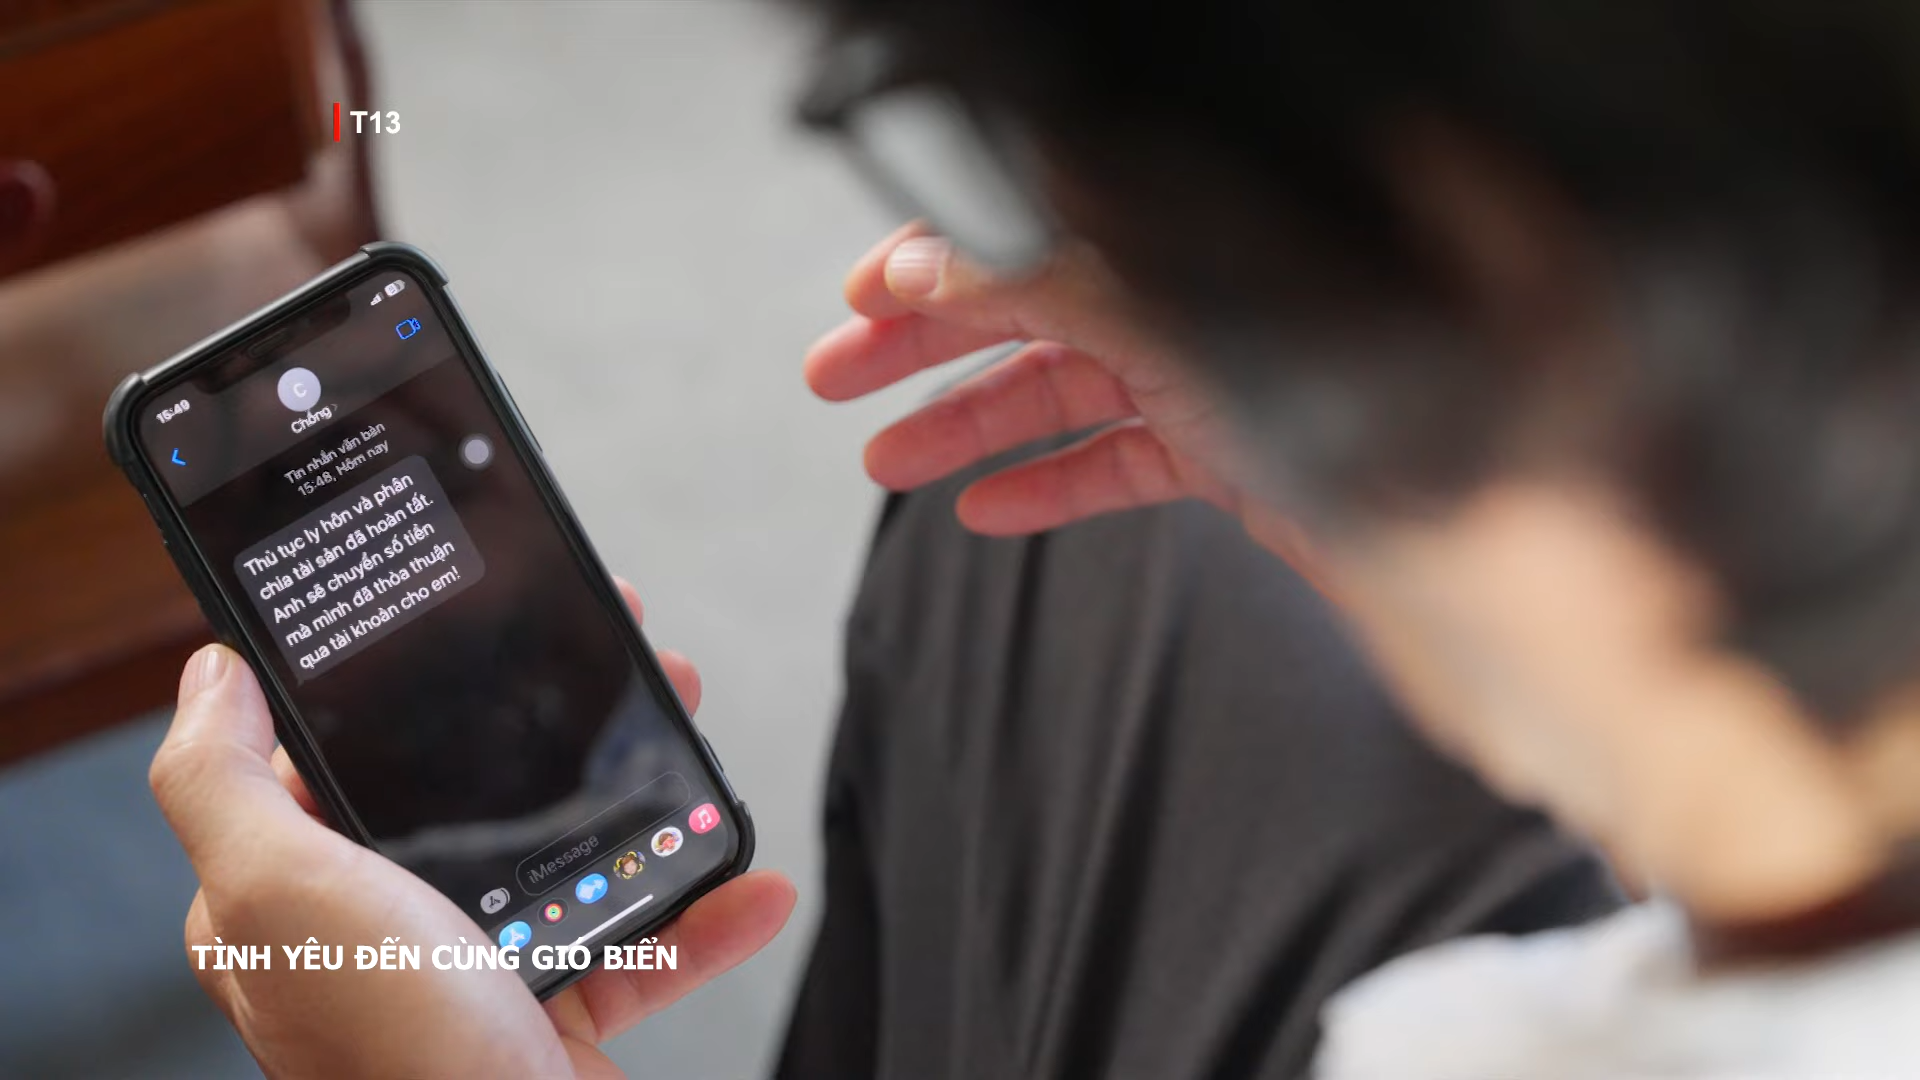 T13
15:49
C
Chồng
Tin nhắn văn bản
15:48, Hôm nay
Thủ tục ly hôn và phân
chia tài sản đã hoàn tất.
Anh sẽ chuyển số tiền
mà mình đã thỏa thuận
qua tài khoản cho em!
iMessage
TÌNH YÊU ĐẾN CÙNG GIÓ BIỂN